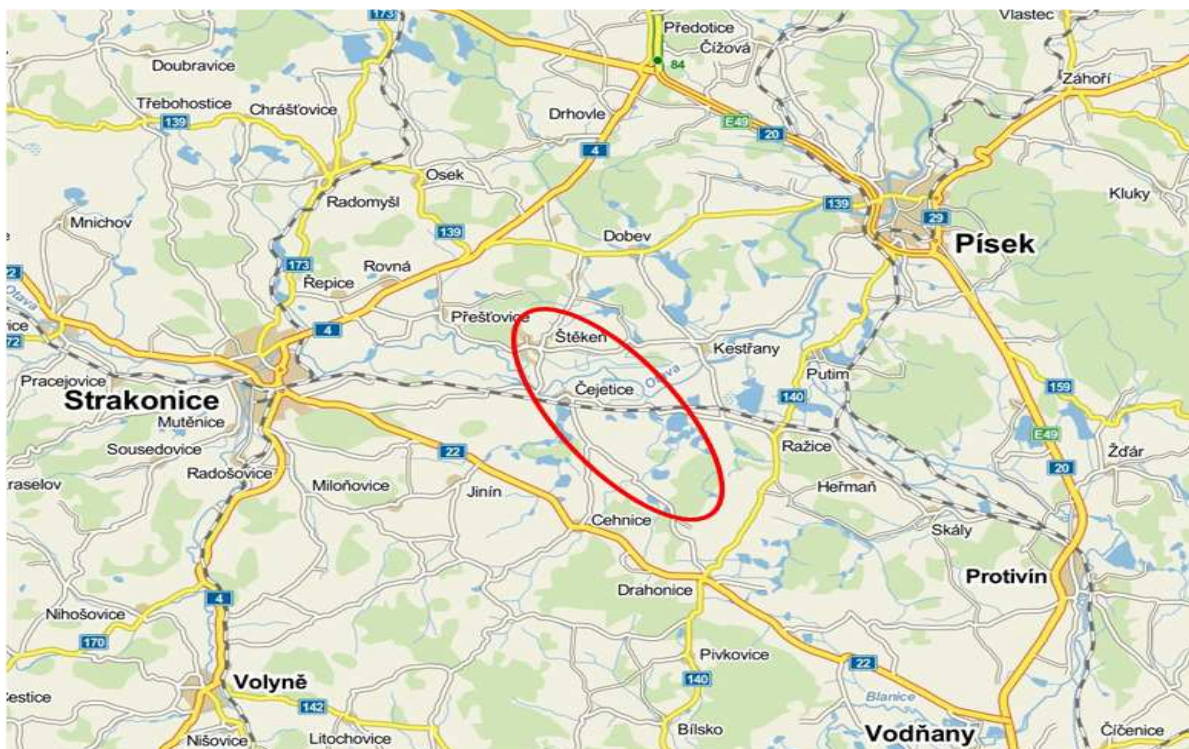 173
Předotice
Vlastec
Čížová
84
Doubravice
Záhoří
Třebohostice
Chrášťovice
139
Drhovle
E49
20
4
Osek
Radomyšl
Kluky
Mnichov
139
29
139
Dobev
Písek
Rovná
173
Řepice
22
Otava
Přešťovice
4
Štěken
Kestřany
72
Putim
Otava
Pracejovice
Čejetice
140
159
Strakonice
Mutěnice
Sousedovice
E49
22
Ražice
Žďár
Radošovice
20
Miloňovice
Jinín
Heřmaň
Cehnice
Skály
Protivín
Drahonice
4
Nihošovice
170
Pivkovice
22
Volyně
140
Blanice
142
Bílsko
Vodňany
Číčenice
Nišovice
Litochovice